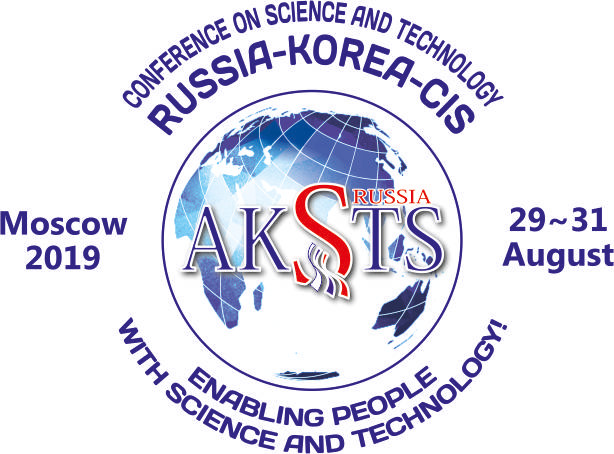 CONFERENCE ON SCIENCE AND TECHNOLOGY
RUSSIA-KOREA-CIS
Moscow
2019
RUSSIA
AKSTS
29~31
August
ENABLING PEOPLE
WITH SCIENCE AND TECHNOLOGY!